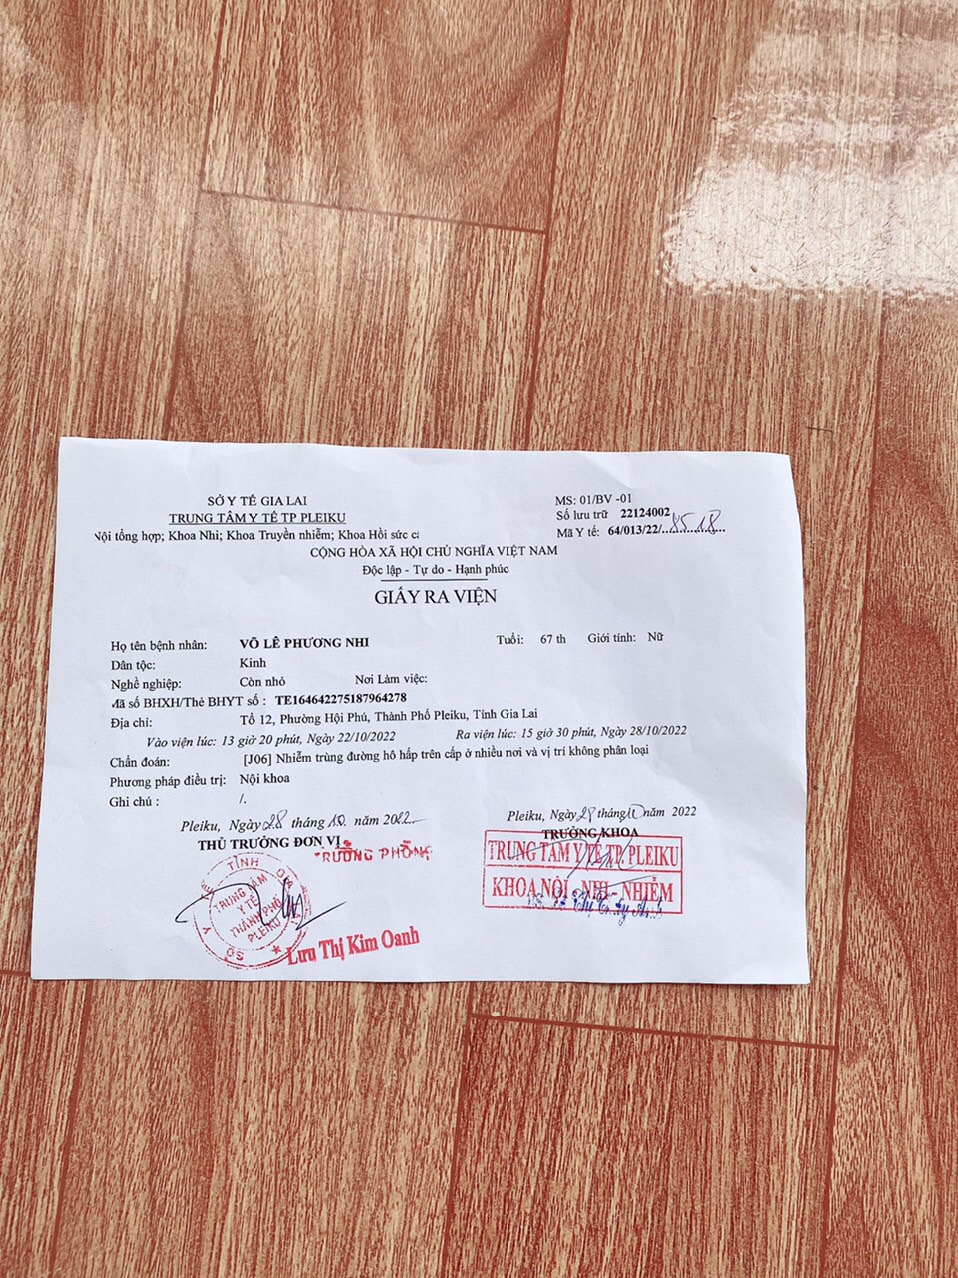 SỞ Y TẾ GIA LAI
TRUNG TÂM Y TẾ TP PLEIKU
Nội tổng hợp; Khoa Nhi; Khoa Truyền nhiễm; Khoa Hồi sức c
MS: 01/BV -01
Số lưu trữ 22124002
Mã Y tế: 64/013/22/8518
CỘNG HÒA XÃ HỘI CHỦ NGHĨA VIỆT NAM
Độc lập - Tự do - Hạnh phúc
GIẤY RA VIỆN
Họ tên bệnh nhân: VÕ LÊ PHƯƠNG NHI Tuổi: 67 th Giới tính: Nữ
Dân tộc: Kinh
Nghề nghiệp: Còn nhỏ Nơi Làm việc:
Mã số BHXH/Thẻ BHYT số : TE164642275187964278
Địa chỉ: Tổ 12, Phường Hội Phú, Thành Phố Pleiku, Tỉnh Gia Lai
Vào viện lúc: 13 giờ 20 phút, Ngày 22/10/2022 Ra viện lúc: 15 giờ 30 phút, Ngày 28/10/2022
Chẩn đoán: [J06] Nhiễm trùng đường hô hấp trên cấp ở nhiều nơi và vị trí không phân loại
Phương pháp điều trị: Nội khoa
Ghi chú : /.
Pleiku, Ngày 28 tháng 10 năm 2022
THỦ TRƯỞNG ĐƠN VỊ
TRƯỞNG PHÒNG
TỈNH GIA
SỞ Y
TRUNG TÂM
Y TẾ
THÀNH PHỐ
PLEIKU
Lưu Thị Kim Oanh
Pleiku, Ngày 28 tháng 10 năm 2022
TRƯỞNG KHOA
TRUNG TÂM Y TẾ TP. PLEIKU
KHOA NỘI - NHI - NHIỄM